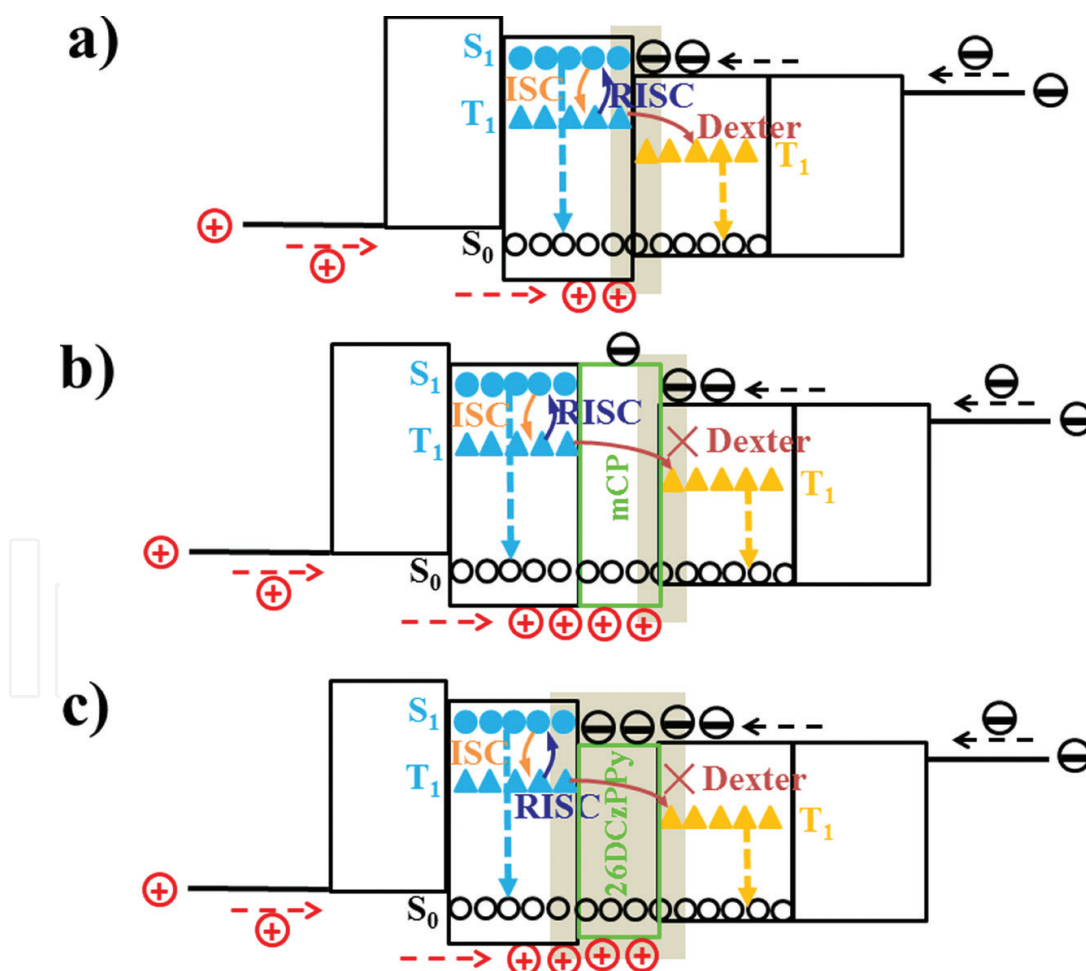 a)
S₁
ISC
RISC
T₁
Dexter
T₁
S₀
b)
S₁
ISC
RISC
T₁
mCP
Dexter
T₁
S₀
c)
S₁
ISC
T₁
RISC
26DCzPPy
Dexter
T₁
S₀